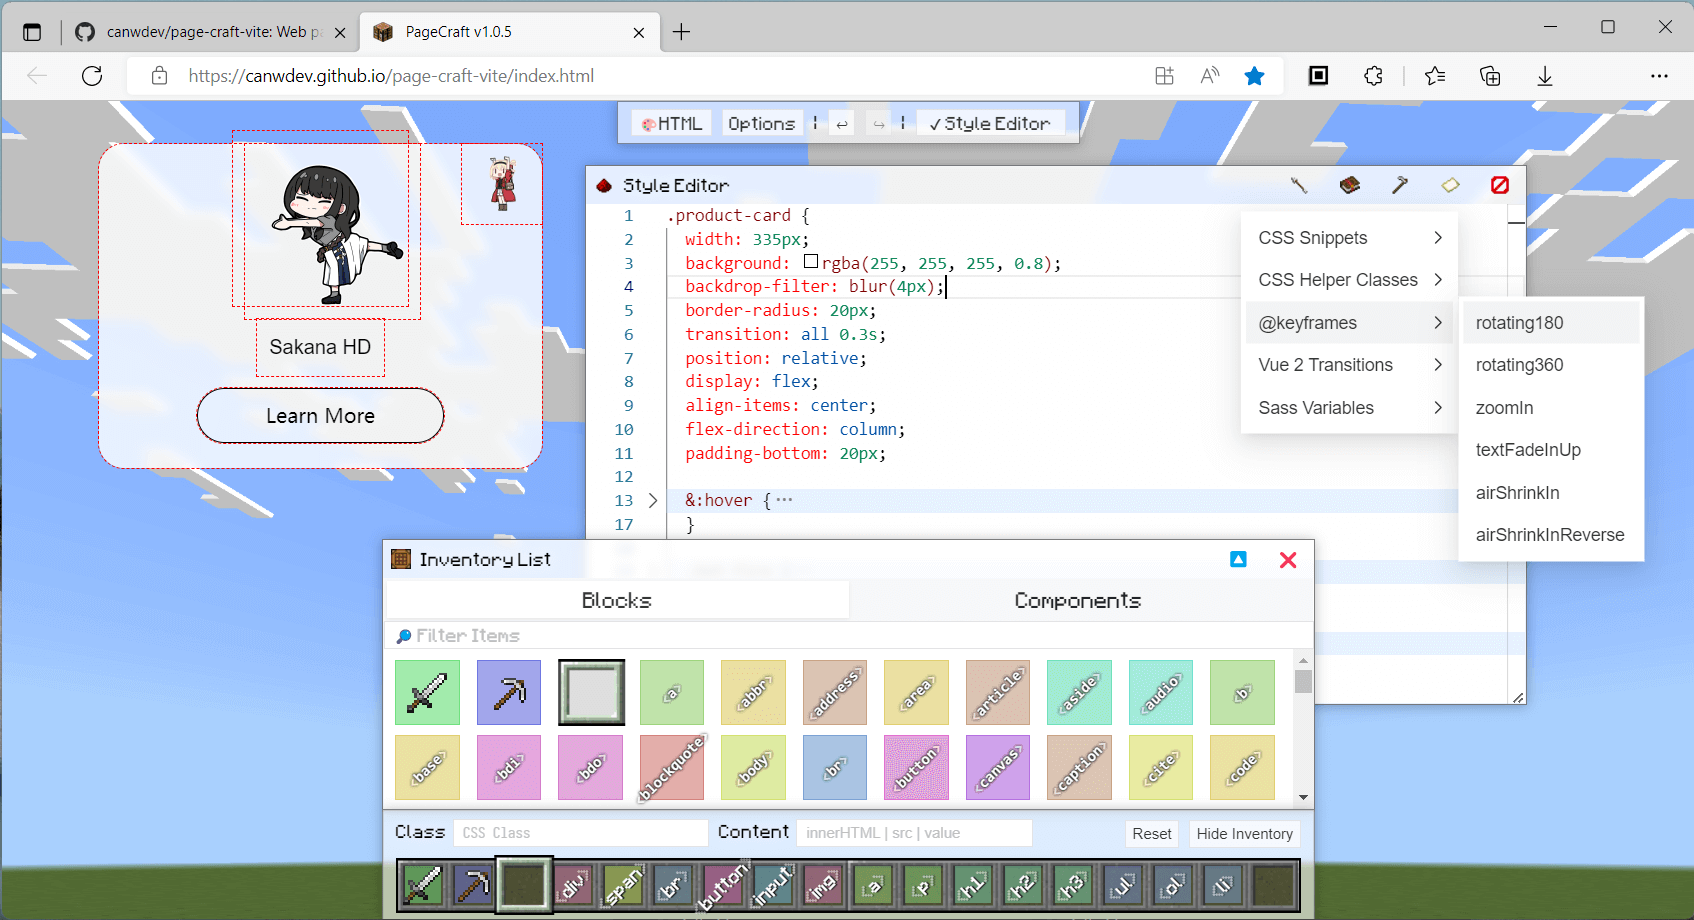 canwdev/page-craft-vite: Web p
PageCraft v1.0.5
https://canwdev.github.io/page-craft-vite/index.html
HTML
Options
✓Style Editor
Sakana HD
Learn More
Style Editor
1 .product-card {
2 width: 335px;
3 background: rgba(255, 255, 255, 0.8);
4 backdrop-filter: blur(4px);
5 border-radius: 20px;
6 transition: all 0.3s;
7 position: relative;
8 display: flex;
9 align-items: center;
10 flex-direction: column;
11 padding-bottom: 20px;
12
13 &:hover {···
17 }
CSS Snippets
CSS Helper Classes
@keyframes
Vue 2 Transitions
Sass Variables
rotating180
rotating360
zoomIn
textFadeInUp
airShrinkIn
airShrinkInReverse
Inventory List
Blocks
Components
Filter Items
<a>
<abbr>
<address>
<area>
<article>
<aside>
<audio>
<b>
<base>
<bdi>
<bdo>
<blockquote>
<body>
<br>
<button>
<canvas>
<caption>
<cite>
<code>
Class
CSS Class
Content
innerHTML | src | value
Reset
Hide Inventory
<div>
<span>
<br>
<button>
<input>
<img>
<a>
<p>
<h1>
<h2>
<h3>
<ul>
<ol>
<li>